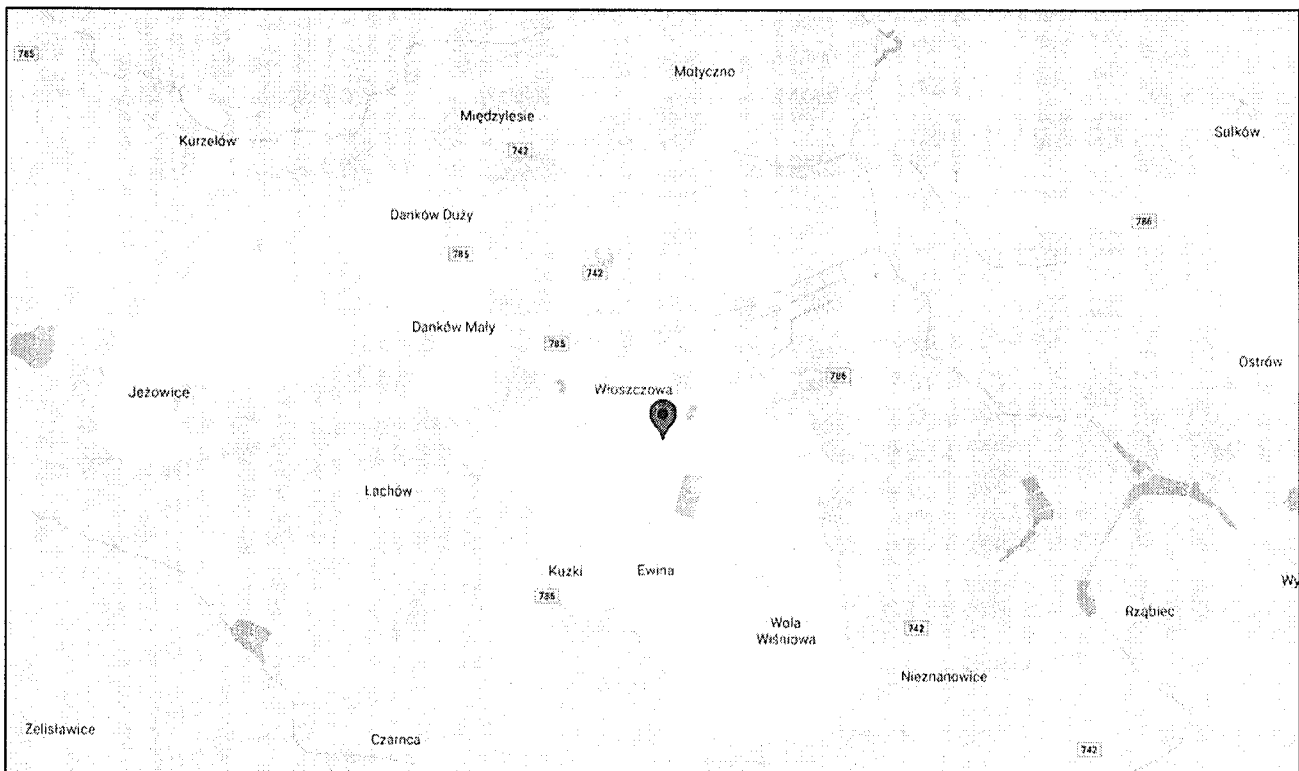 785
Motyczno
Międzylesie
Kurzelów
Sulków
742
Danków Duży
786
785
742
Danków Mały
785
Ostrów
786
Jeżowice
Włoszczowa
Łachów
Kuzki
Ewina
Wy
785
Rząbiec
Wola
Wiśniowa
742
Nieznanowice
Żelisławice
Czarnca
742